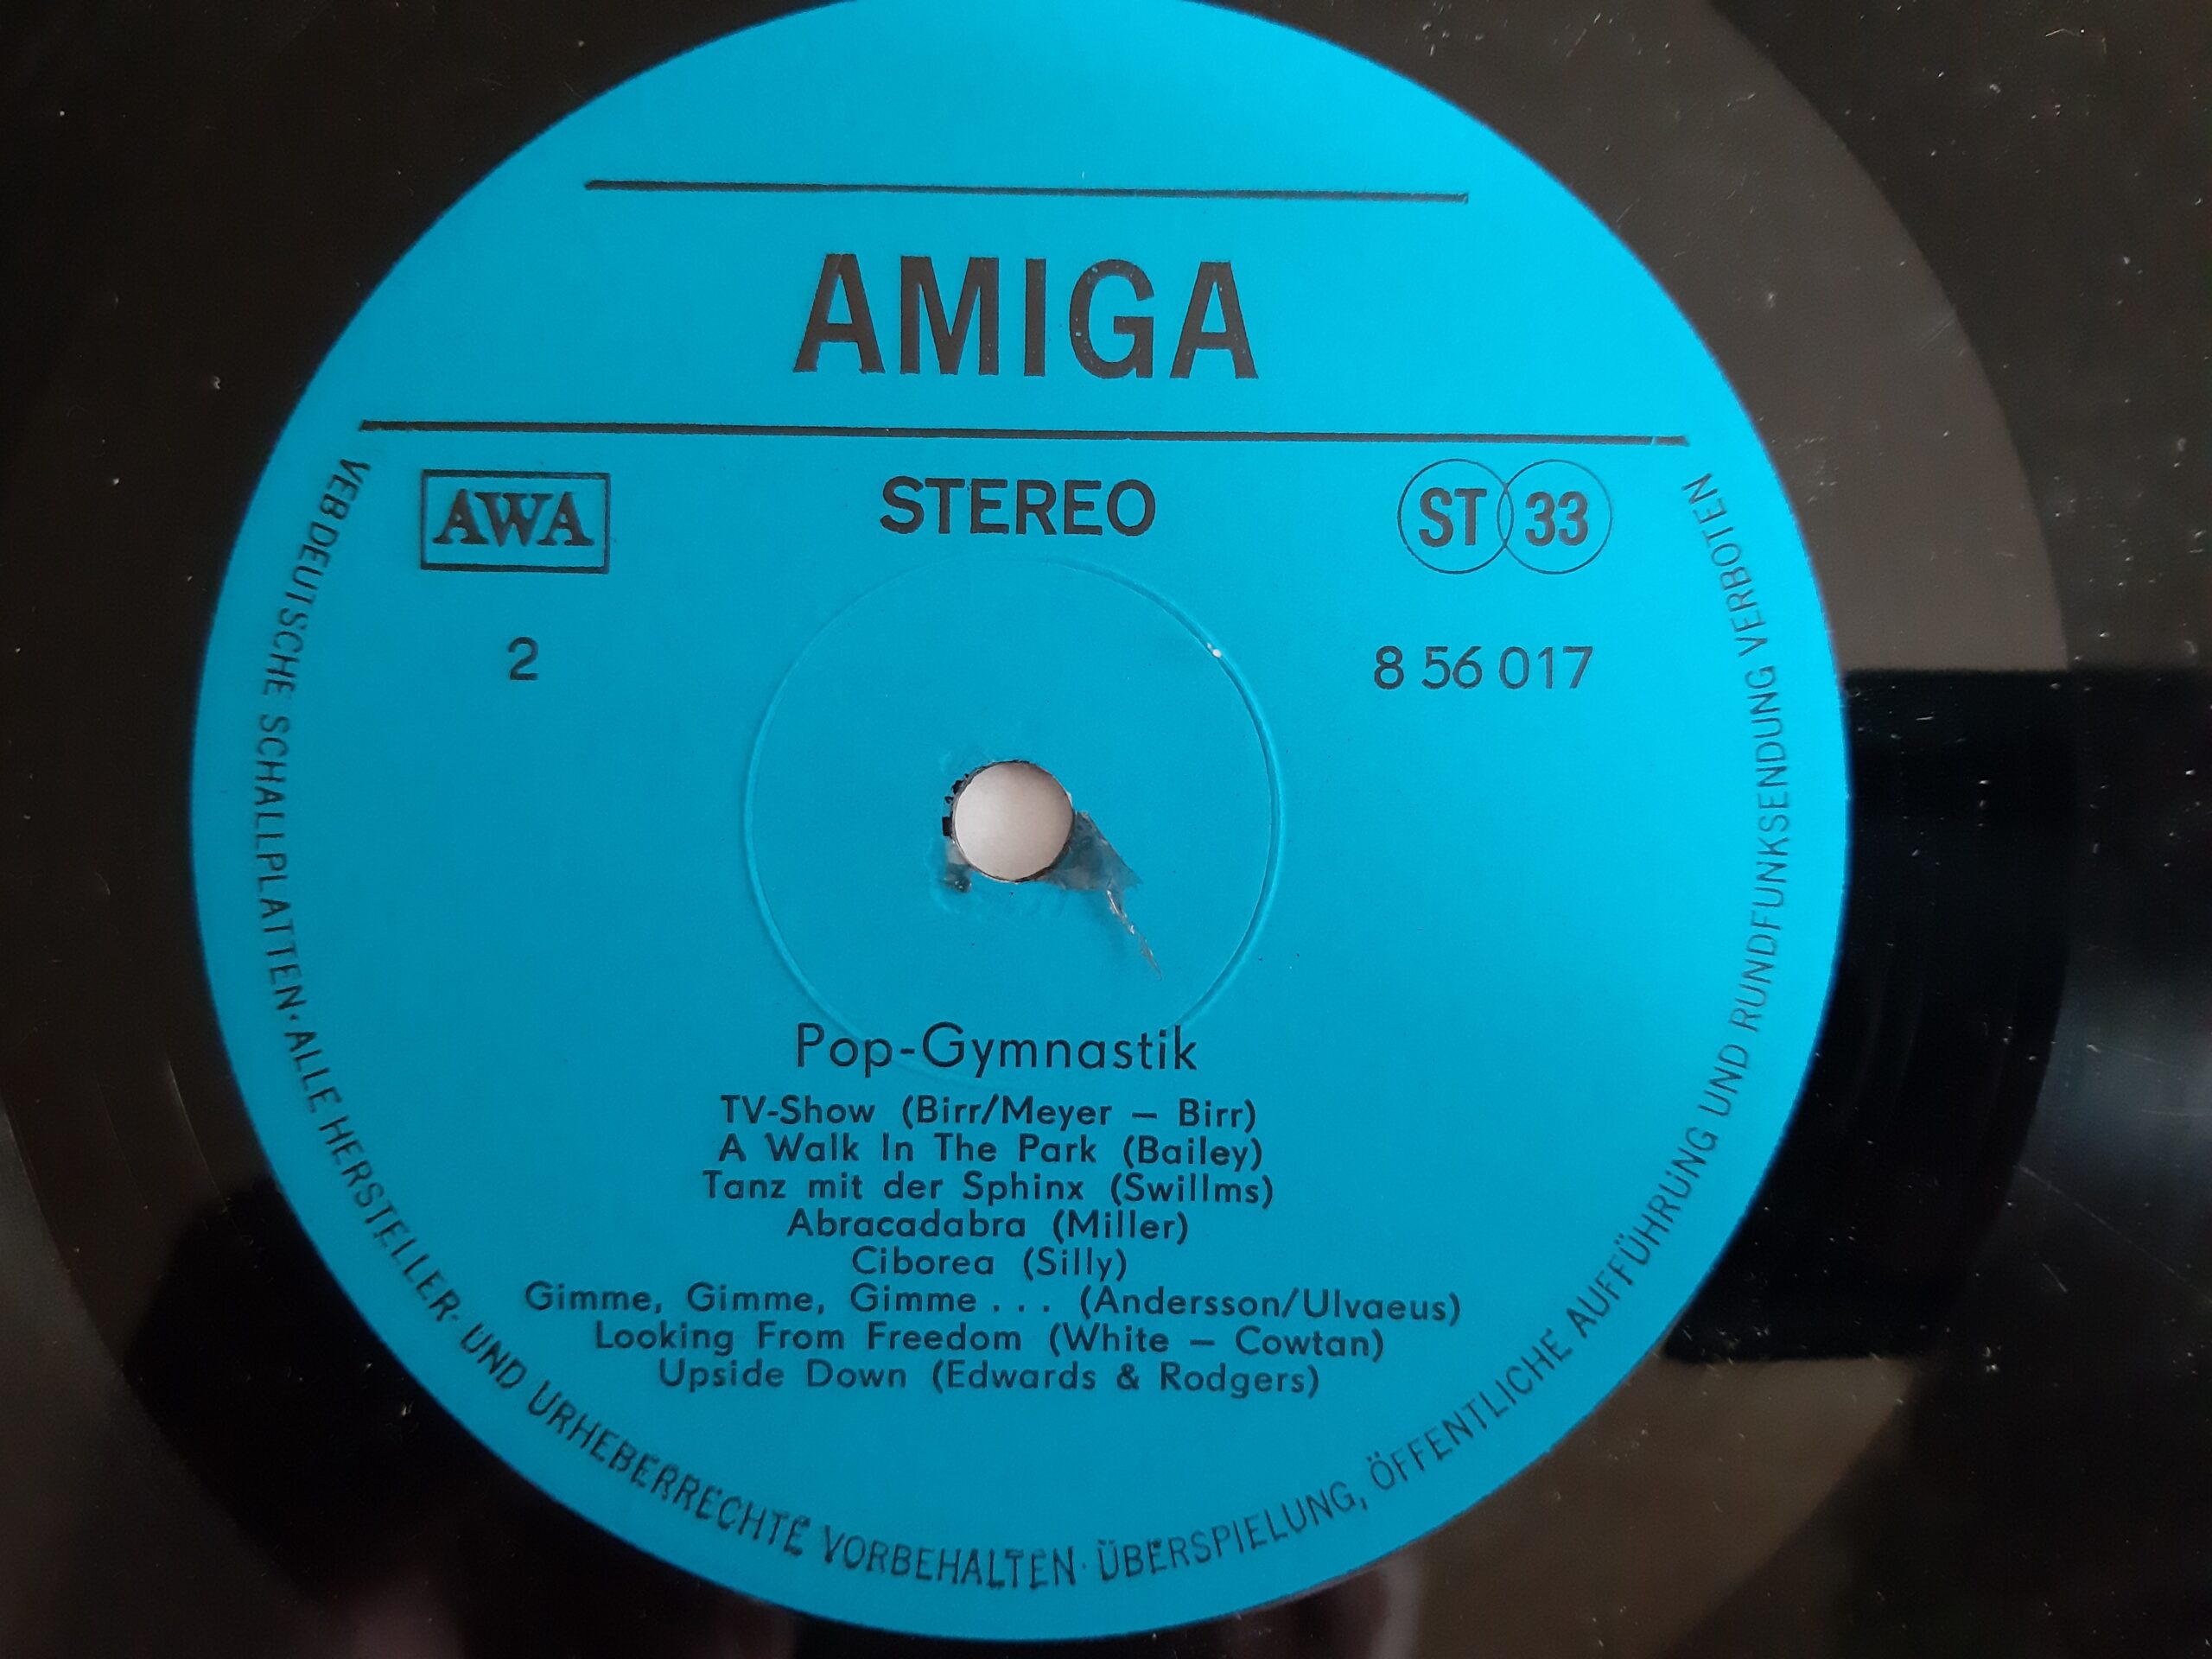 AMIGA
AWA
STEREO
ST 33
2
8 56 017
Pop-Gymnastik
TV-Show (Birr/Meyer – Birr)
A Walk In The Park (Bailey)
Tanz mit der Sphinx (Swillms)
Abracadabra (Miller)
Ciborea (Silly)
Gimme, Gimme, Gimme . . . (Andersson/Ulvaeus)
Looking From Freedom (White – Cowtan)
Upside Down (Edwards & Rodgers)
VEB DEUTSCHE SCHALLPLATTEN · ALLE HERSTELLER- UND URHEBERRECHTE VORBEHALTEN · ÜBERSPIELUNG, ÖFFENTLICHE AUFFÜHRUNG UND RUNDFUNKSENDUNG VERBOTEN